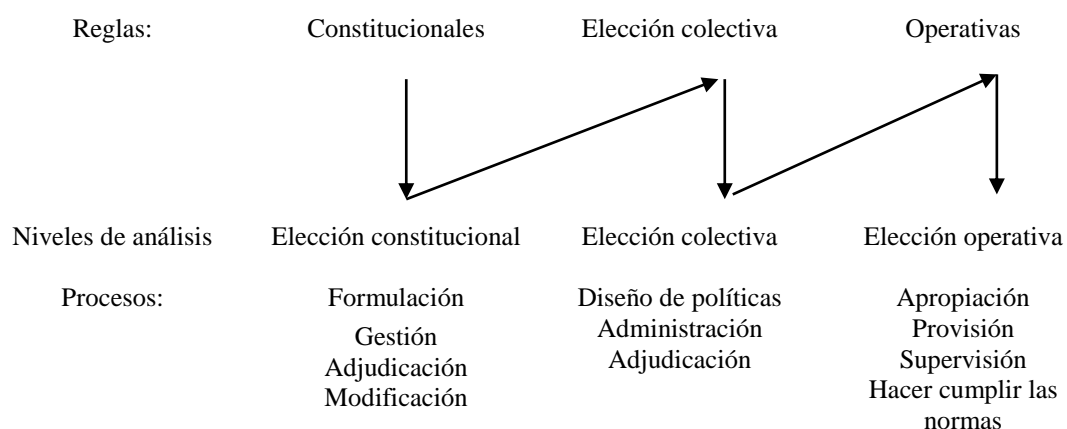 Reglas: Constitucionales Elección colectiva Operativas
Niveles de análisis Elección constitucional Elección colectiva Elección operativa
Procesos: Formulación Diseño de políticas Apropiación
Gestión Administración Provisión
Adjudicación Adjudicación Supervisión
Modificación Hacer cumplir las
normas